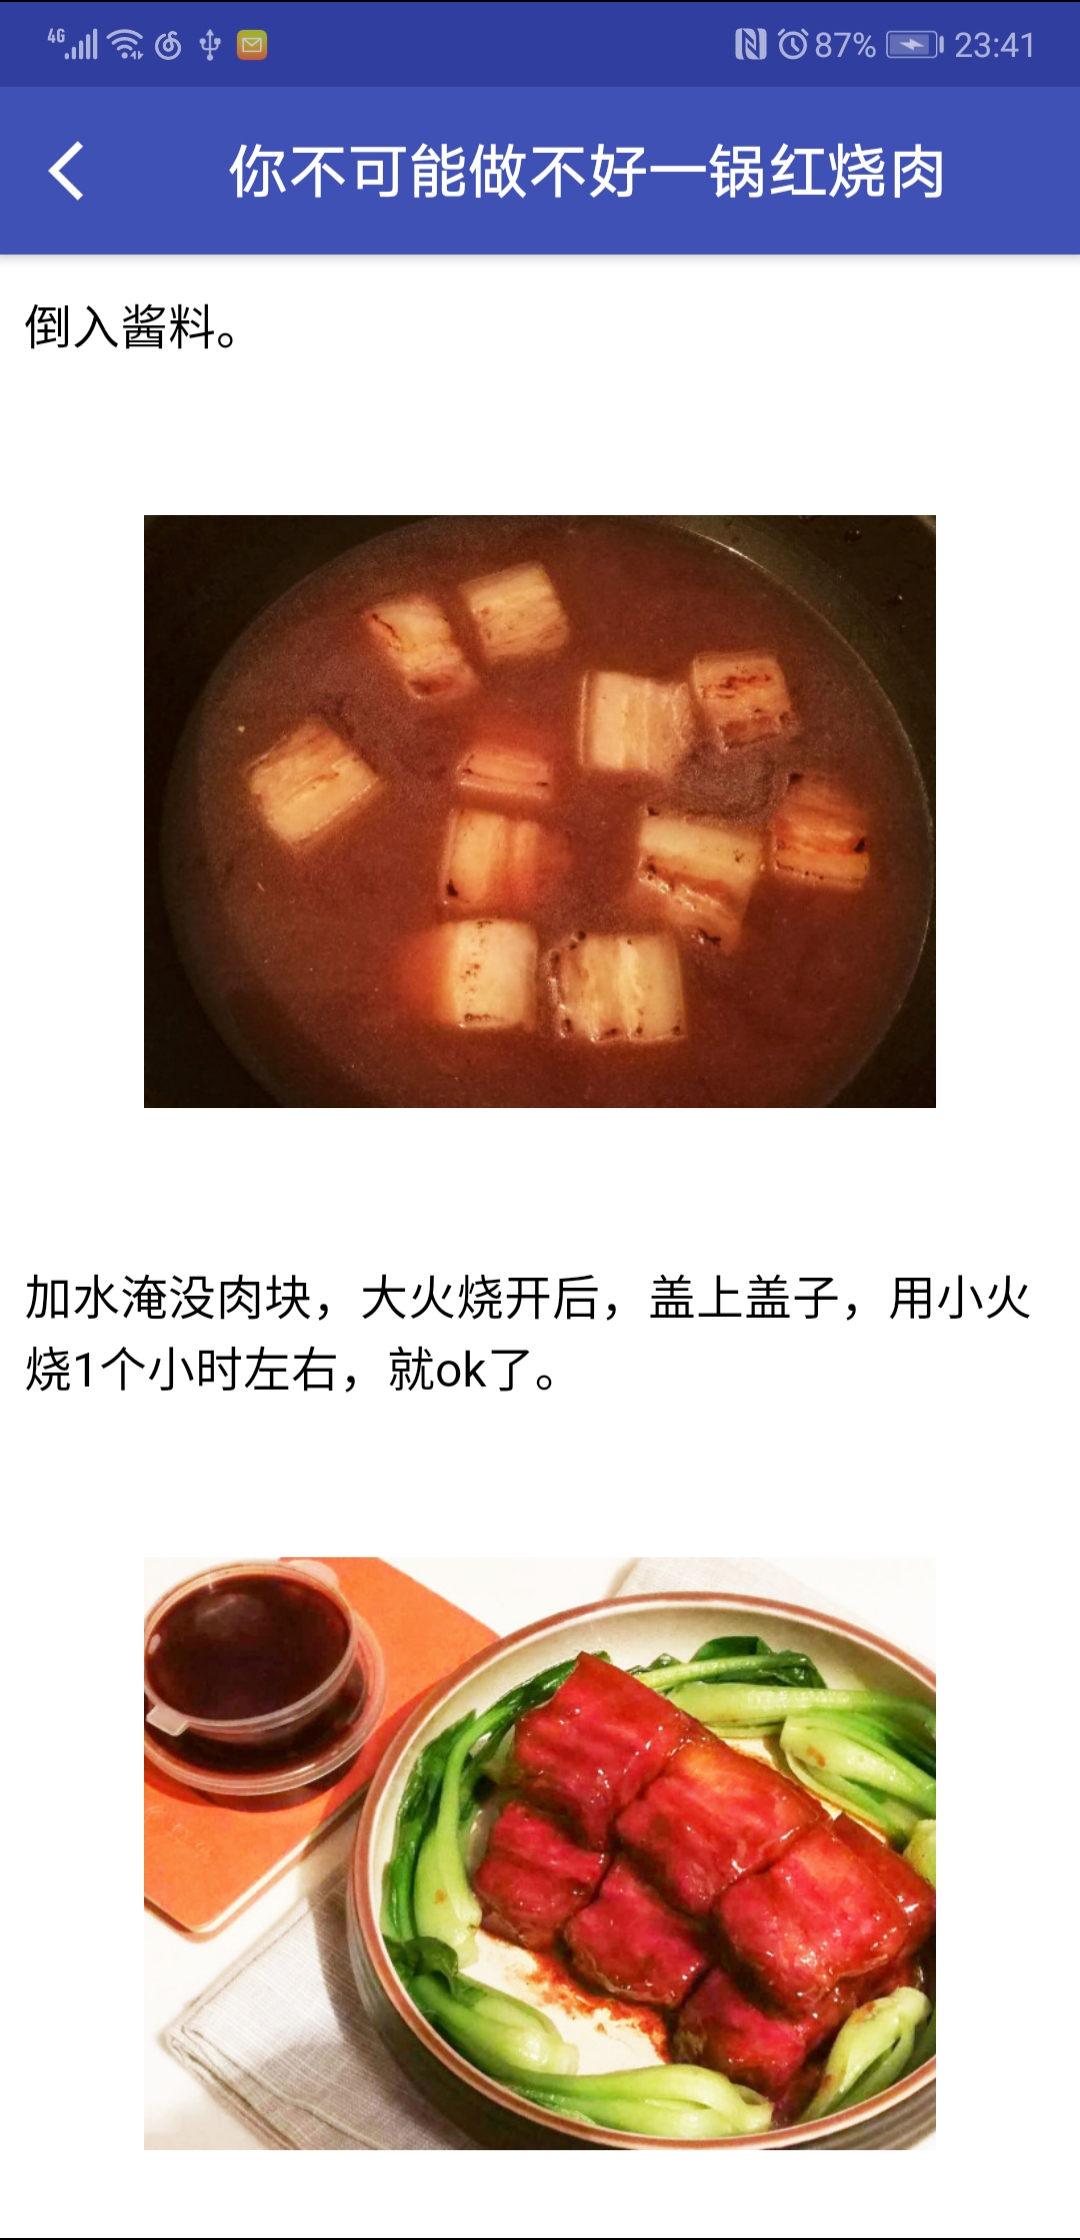 4G
87%
23:41
你不可能做不好一锅红烧肉
倒入酱料。
加水淹没肉块，大火烧开后，盖上盖子，用小火
烧1个小时左右，就ok了。